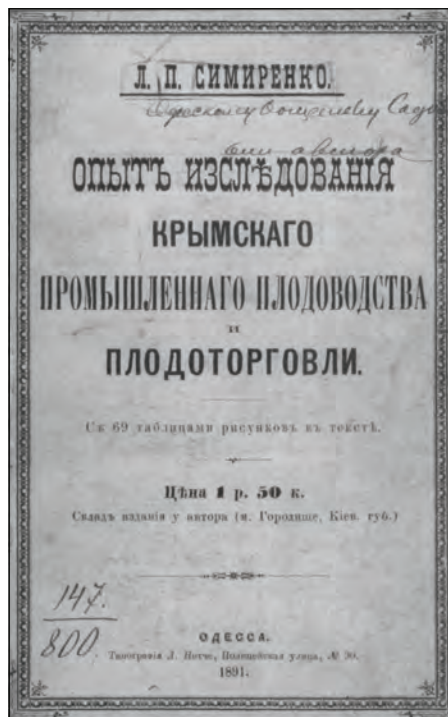 Л. П. СИМИРЕНКО.
автора
ОПЫТЪ ИЗСЛѢДОВАНІЯ
КРЫМСКАГО
ПРОМЫШЛЕННАГО ПЛОДОВОДСТВА
и
ПЛОДОТОРГОВЛИ.
Съ 69 таблицами рисунковъ въ текстѣ.
Цѣна 1 р. 50 к.
Складъ изданія у автора (м. Городище, Кіев. губ.)
147.
800.
ОДЕССА.
Типографія Л. Нитче, Полицейская улица, № 30.
1891.